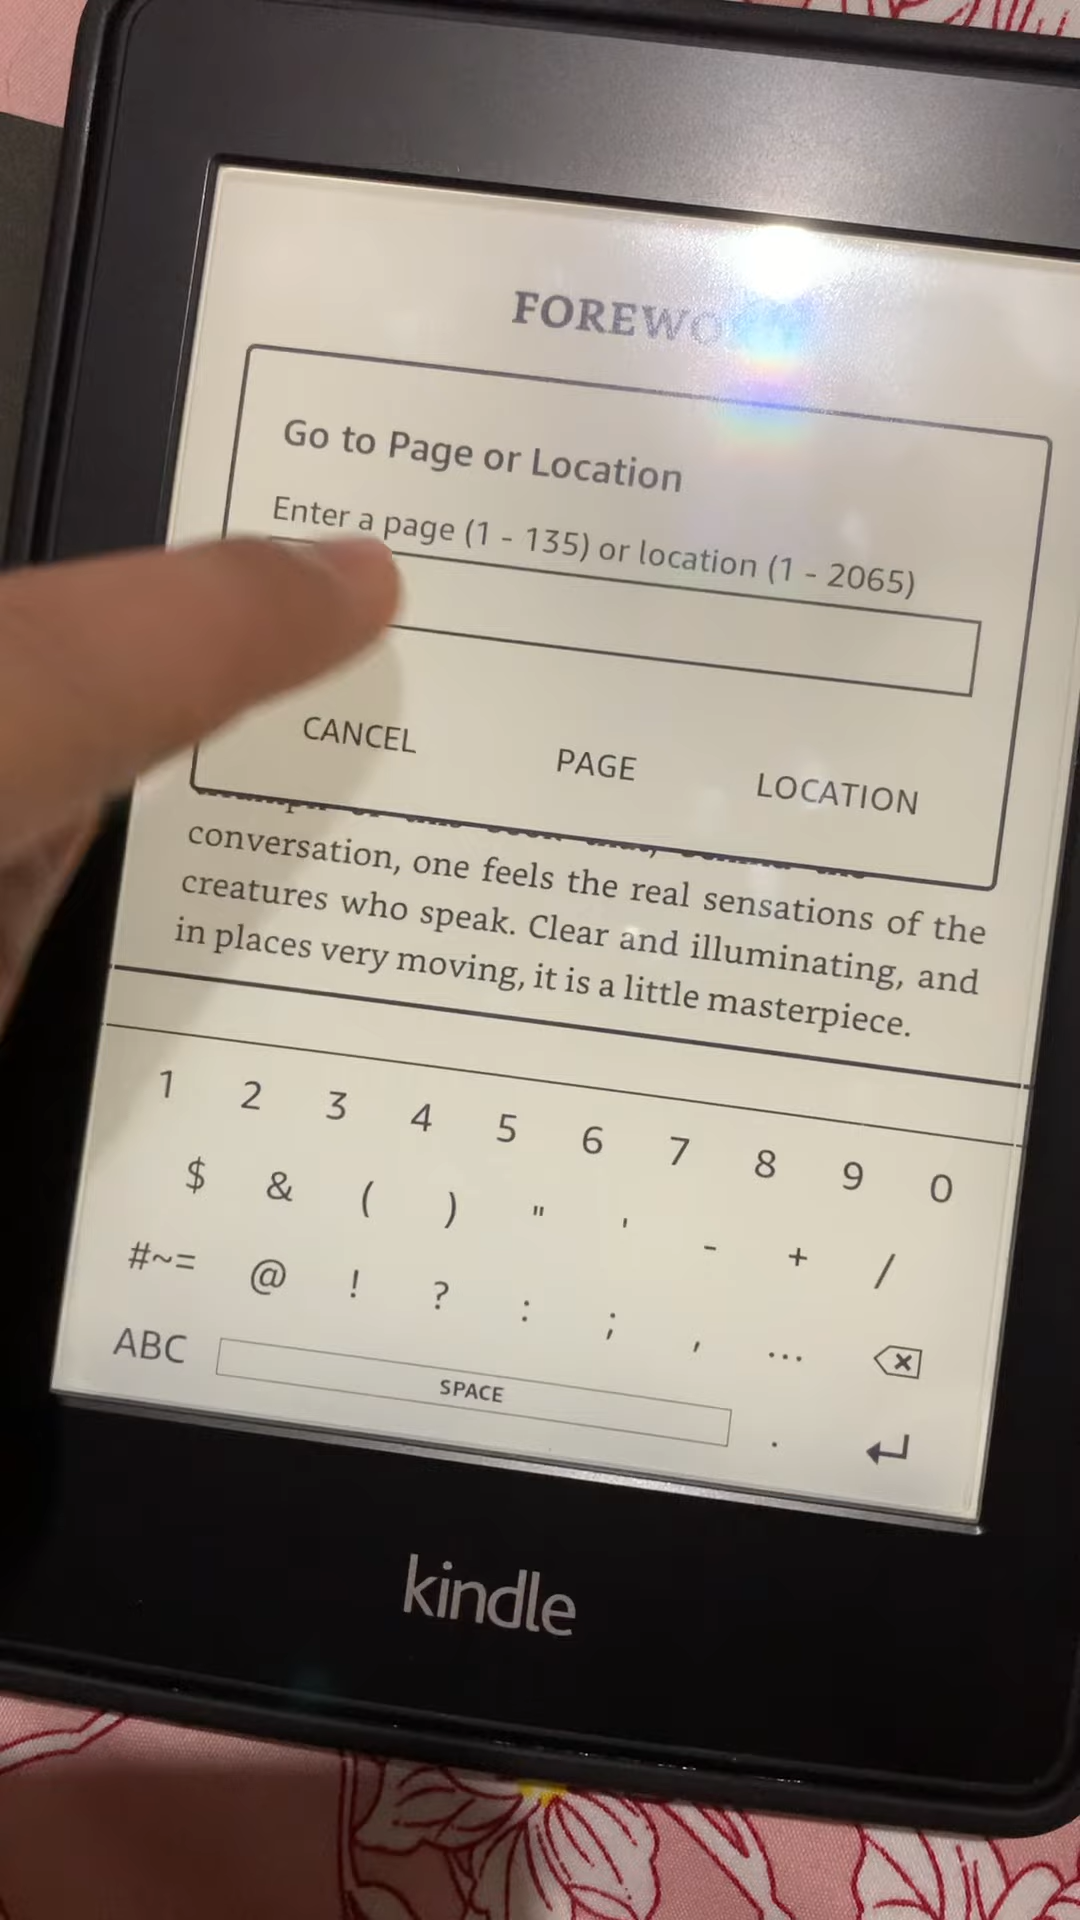 FOREWO
Go to Page or Location
Enter a page (1 - 135) or location (1 - 2065)
CANCEL PAGE LOCATION
conversation, one feels the real sensations of the
creatures who speak. Clear and illuminating, and
in places very moving, it is a little masterpiece.
1 2 3 4 5 6 7 8 9 0
$ & ( ) " ' - + /
#~= @ ! ? : ; , ...
ABC SPACE .
kindle